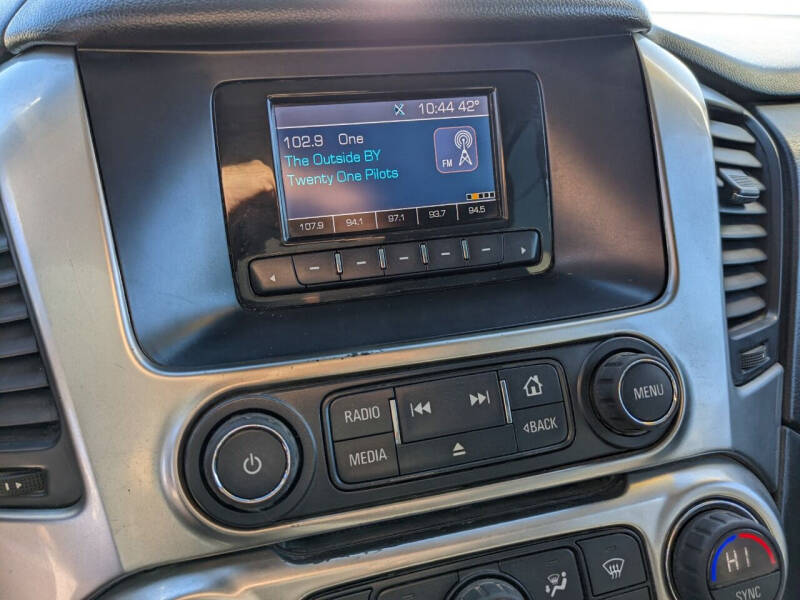 10:44 42°
102.9 One
The Outside BY
Twenty One Pilots
FM
107.9 94.1 97.1 93.7 94.5
RADIO
MEDIA
BACK
MENU
HI
SYNC